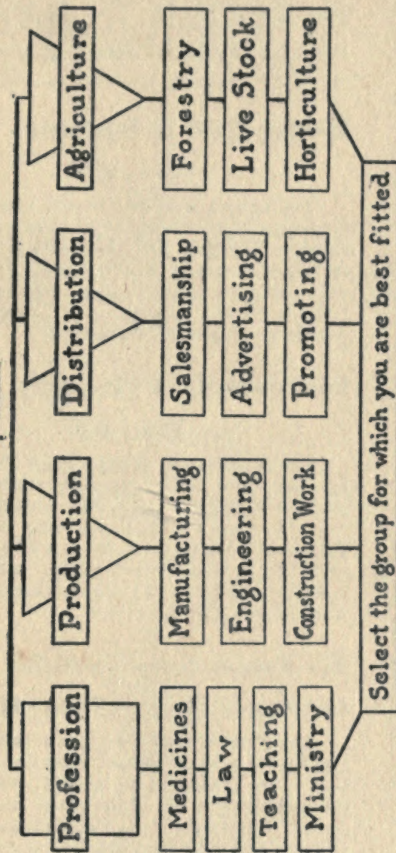 Profession
Medicines
Law
Teaching
Ministry
Production
Manufacturing
Engineering
Construction Work
Distribution
Salesmanship
Advertising
Promoting
Agriculture
Forestry
Live Stock
Horticulture
Select the group for which you are best fitted